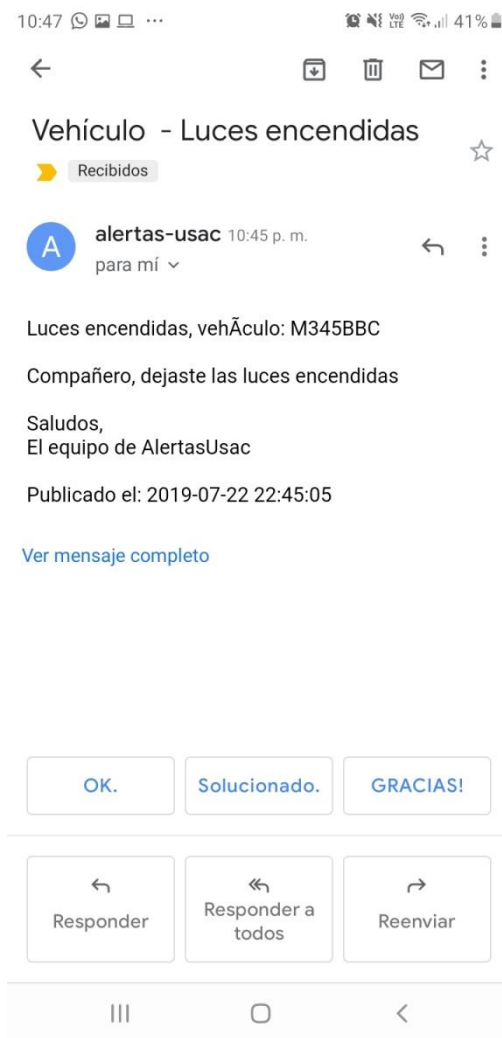 10:47 ... 41%
Vehículo - Luces encendidas
Recibidos
A alertas-usac 10:45 p. m.
para mí
Luces encendidas, vehÃculo: M345BBC
Compañero, dejaste las luces encendidas
Saludos,
El equipo de AlertasUsac
Publicado el: 2019-07-22 22:45:05
Ver mensaje completo
OK. Solucionado. GRACIAS!
Responder
Responder a
todos
Reenviar